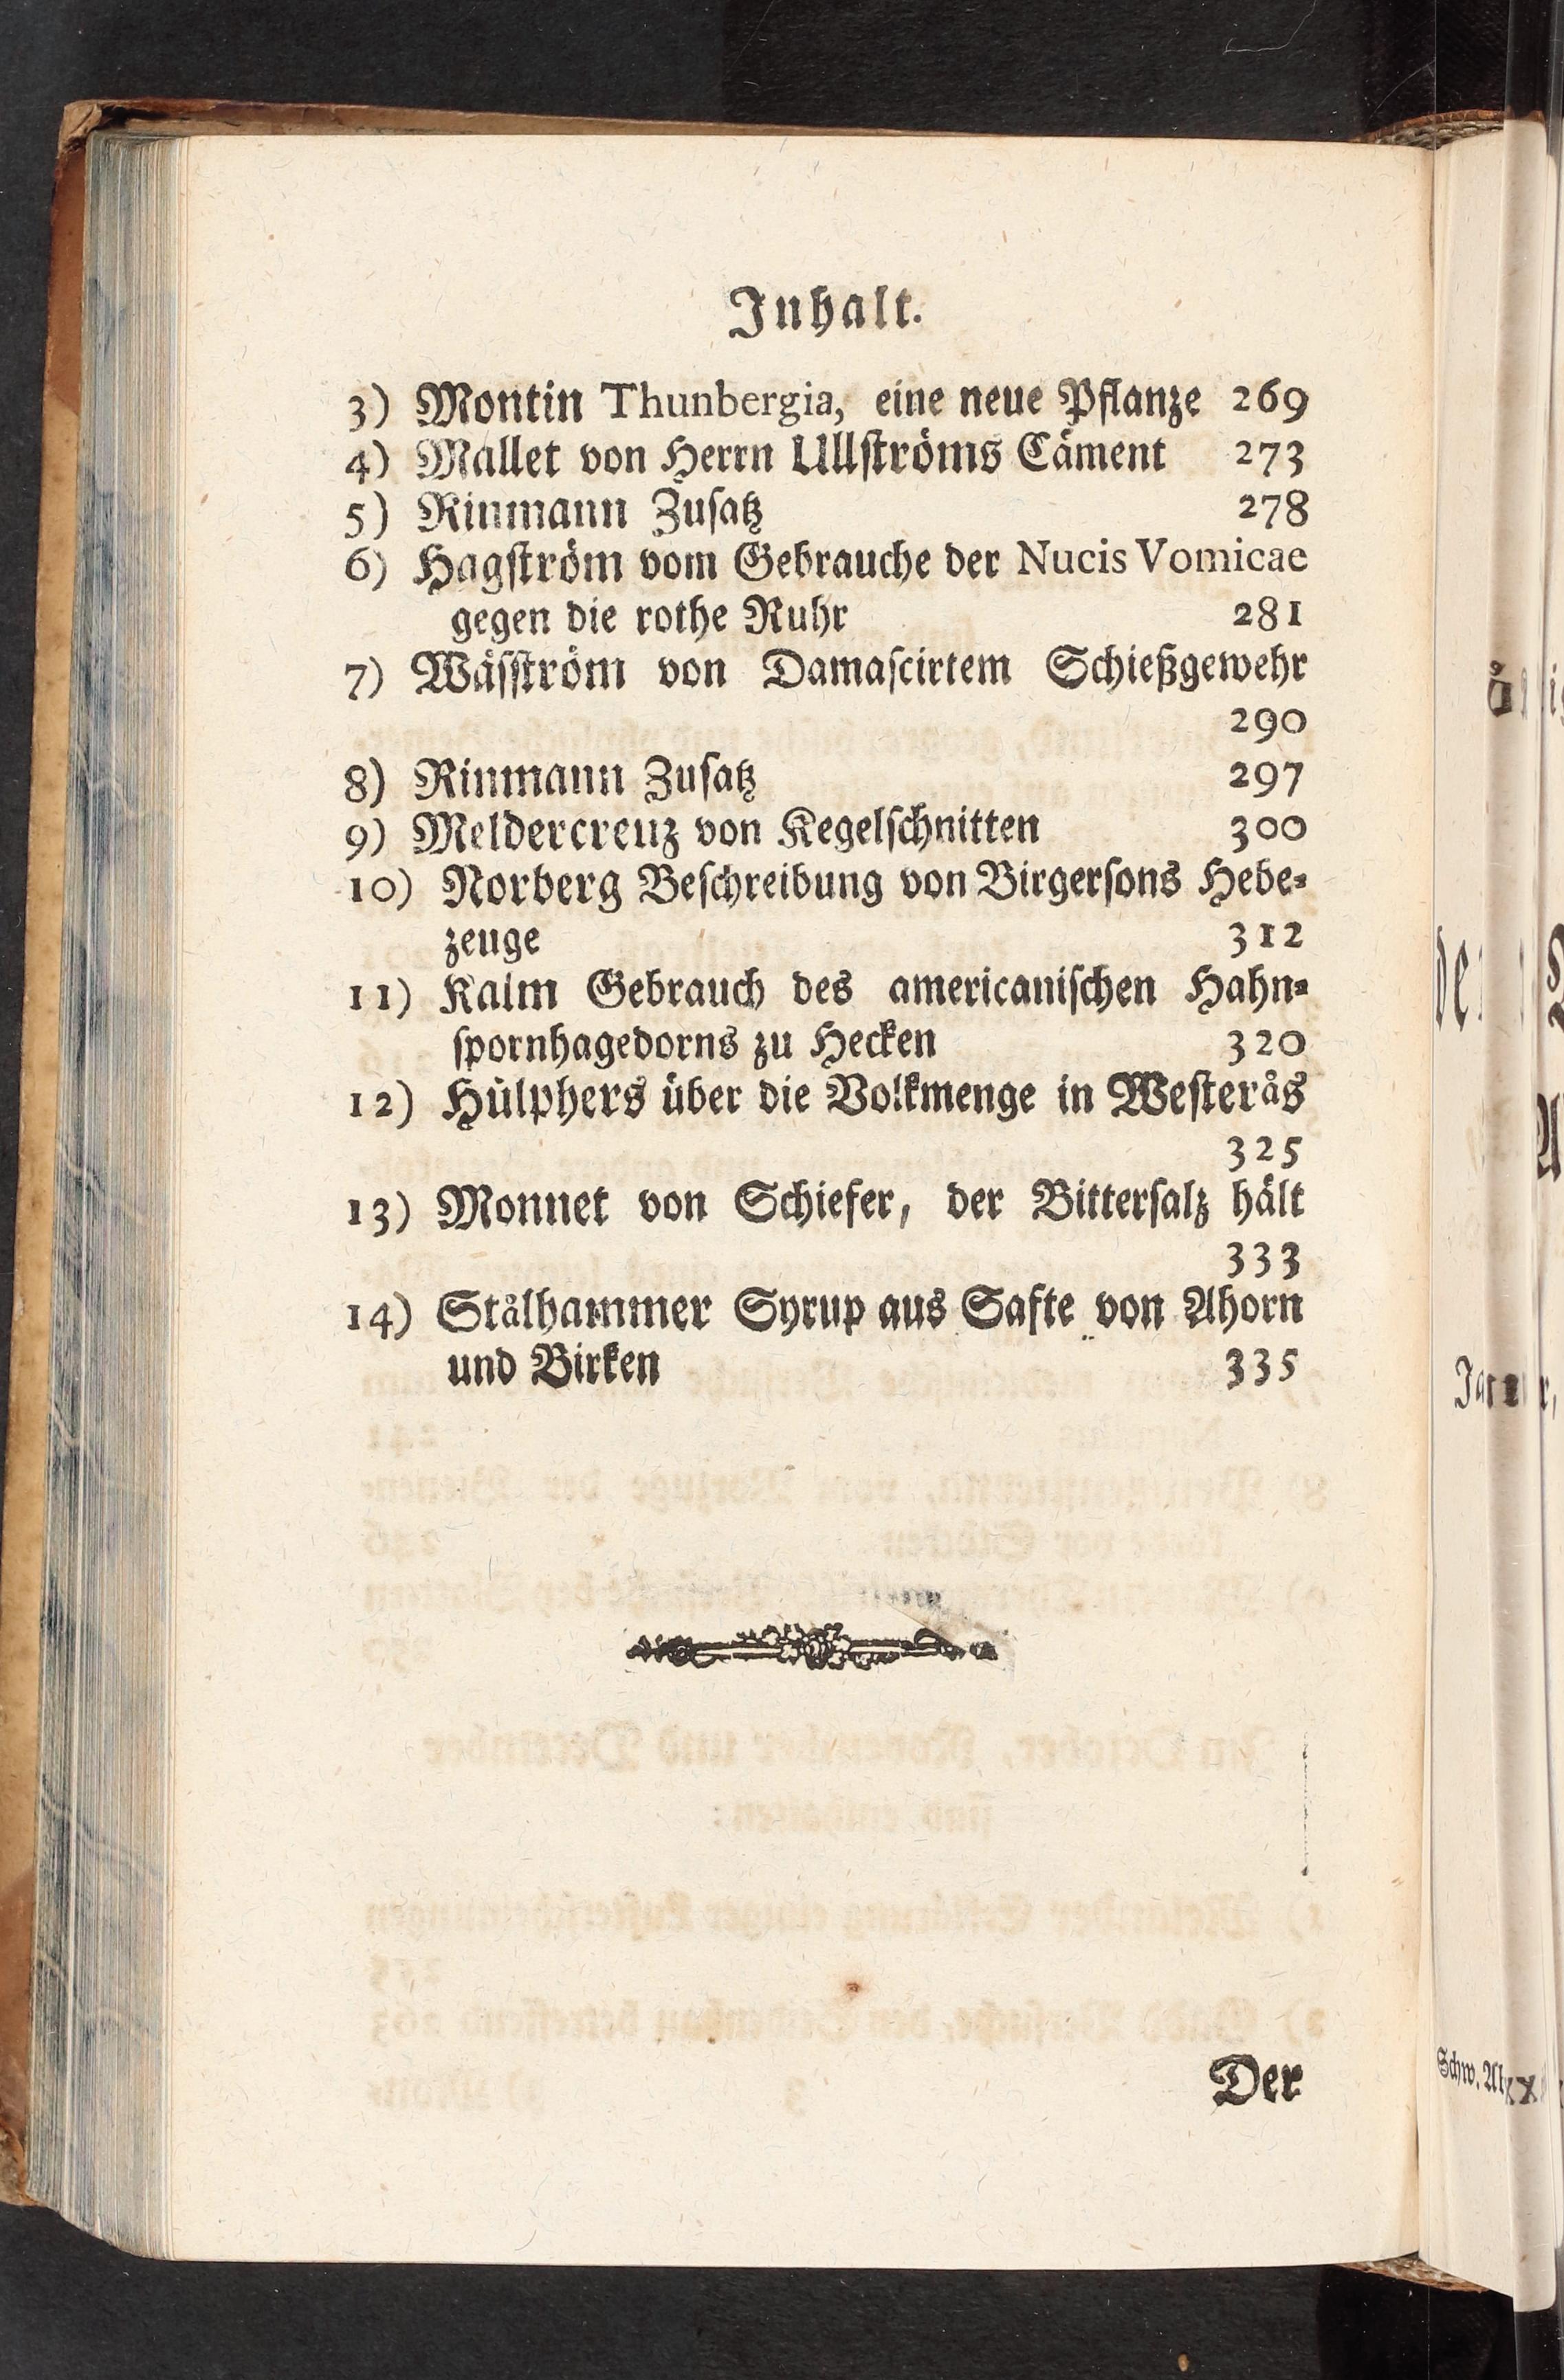 Inhalt.
3) Montin Thunbergia, eine neue Pflanze 269
4) Mallet von Herrn Ullſtröms Cäment 273
5) Rinmann Zuſatz 278
6) Hagſtröm vom Gebrauche der Nucis Vomicae
gegen die rothe Ruhr 281
7) Wäſſtröm von Damaſcirtem Schießgewehr
290
8) Rinmann Zuſatz 297
9) Meldercreuz von Kegelſchnitten 300
10) Norberg Beſchreibung von Birgerſons Hebe⸗
zeuge 312
11) Kalm Gebrauch des americaniſchen Hahn⸗
ſpornhagedorns zu Hecken 320
12) Hülphers über die Volkmenge in Weſterås
325
13) Monnet von Schiefer, der Bitterſalz hält
333
14) Stålhammer Syrup aus Safte von Ahorn
und Birken 335
Der
Schw.